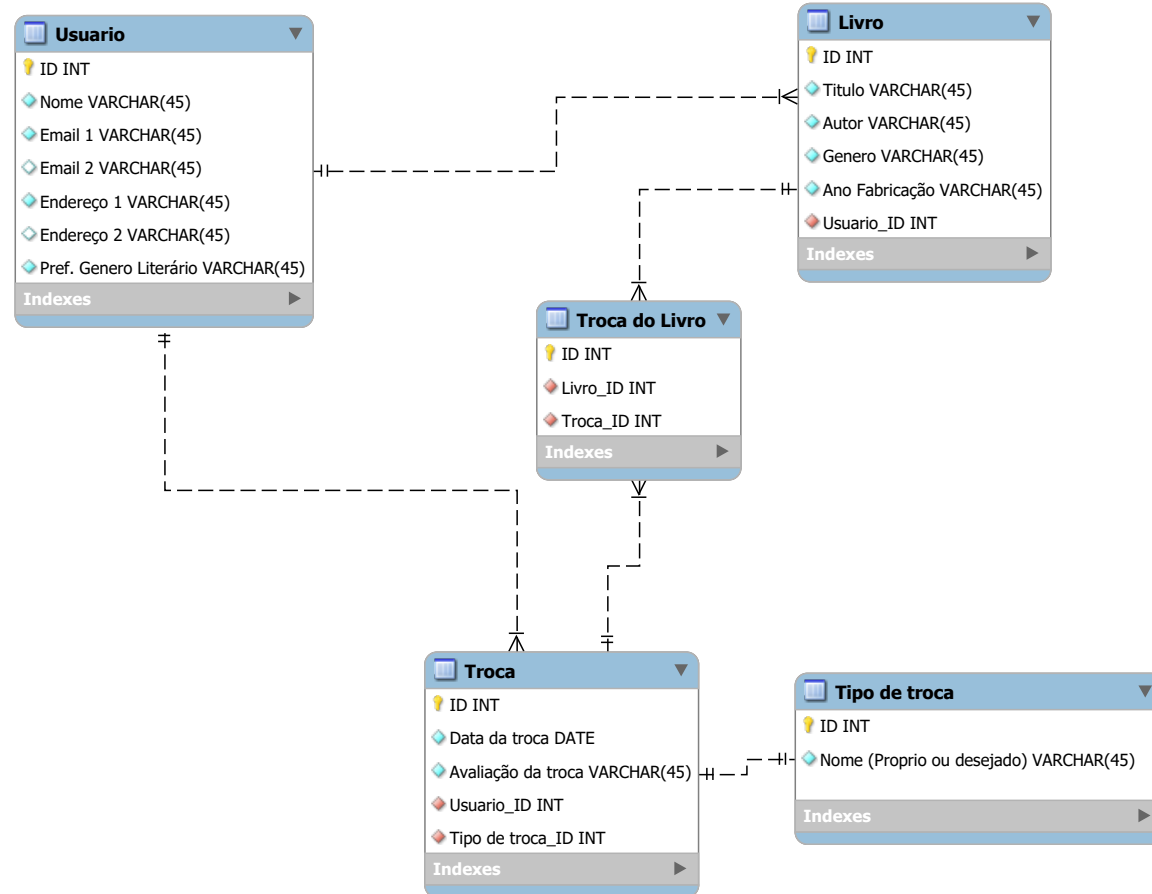 Usuario
ID INT
Nome VARCHAR(45)
Email 1 VARCHAR(45)
Email 2 VARCHAR(45)
Endereço 1 VARCHAR(45)
Endereço 2 VARCHAR(45)
Pref. Genero Literário VARCHAR(45)
Indexes
Livro
ID INT
Titulo VARCHAR(45)
Autor VARCHAR(45)
Genero VARCHAR(45)
Ano Fabricação VARCHAR(45)
Usuario_ID INT
Indexes
Troca do Livro
ID INT
Livro_ID INT
Troca_ID INT
Indexes
Troca
ID INT
Data da troca DATE
Avaliação da troca VARCHAR(45)
Usuario_ID INT
Tipo de troca_ID INT
Indexes
Tipo de troca
ID INT
Nome (Proprio ou desejado) VARCHAR(45)
Indexes